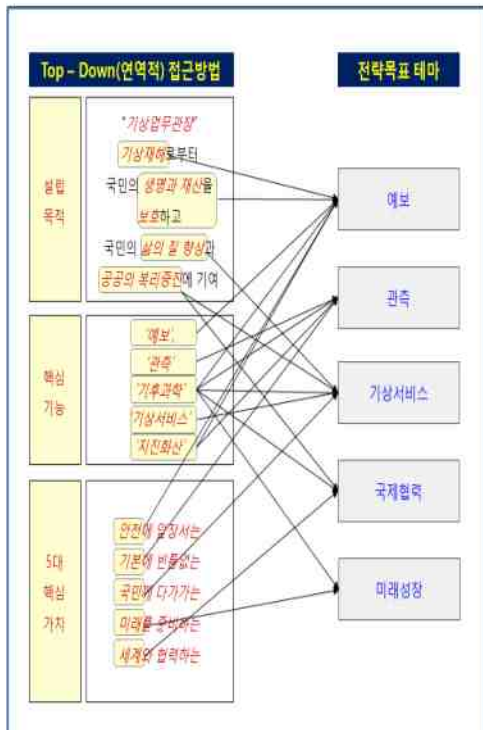 Top – Down(연역적) 접근방법
전략목표 테마
설립
목적
"기상업무관장"
기상재해로부터
국민의 생명과 재산을
보호하고
국민의 삶의 질 향상과
공공의 복리증진에 기여
핵심
기능
'예보',
'관측'
'기후과학'
'기상서비스'
'지진화산'
5대
핵심
가치
안전에 앞장서는
기본에 빈틈없는
국민에 다가가는
미래를 준비하는
세계와 협력하는
예보
관측
기상서비스
국제협력
미래성장